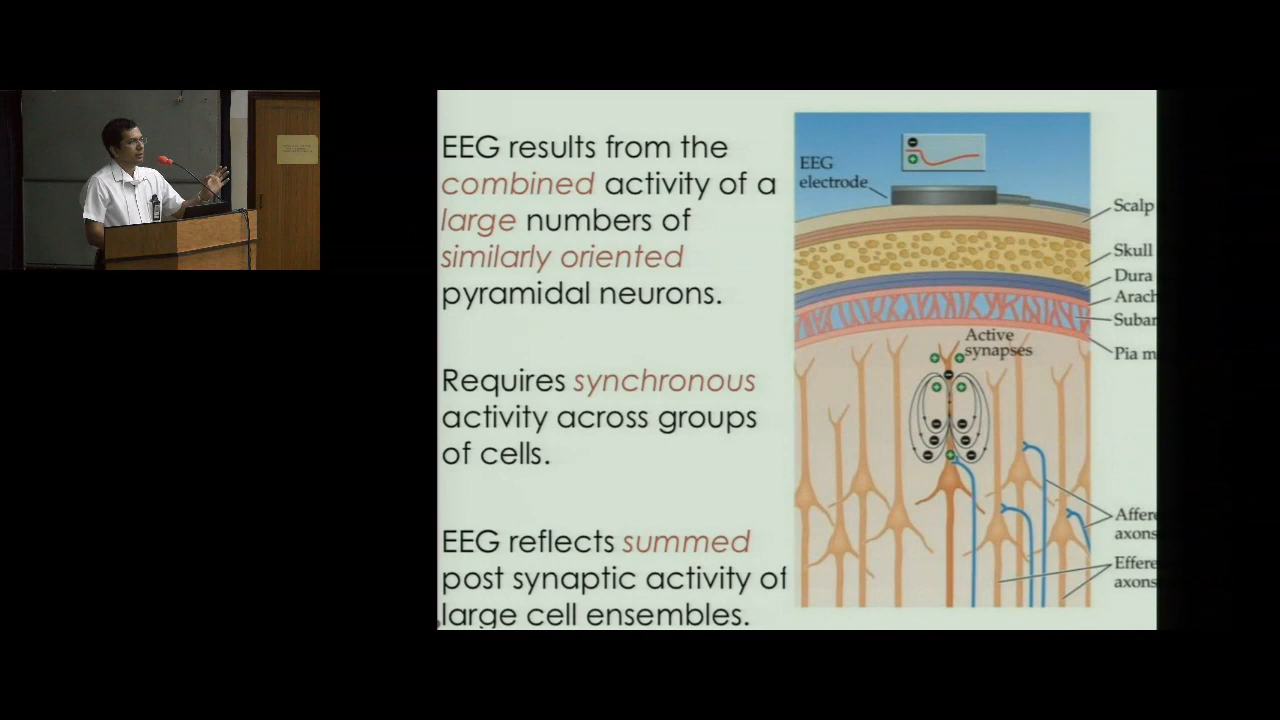 EEG results from the
combined activity of a
large numbers of
similarly oriented
pyramidal neurons.
Requires synchronous
activity across groups
of cells.
EEG reflects summed
post synaptic activity of
large cell ensembles.
EEG
electrode
Scalp
Skull
Dura
Arach
Subar
Pia m
Active
synapses
Affere
axons
Effere
axons